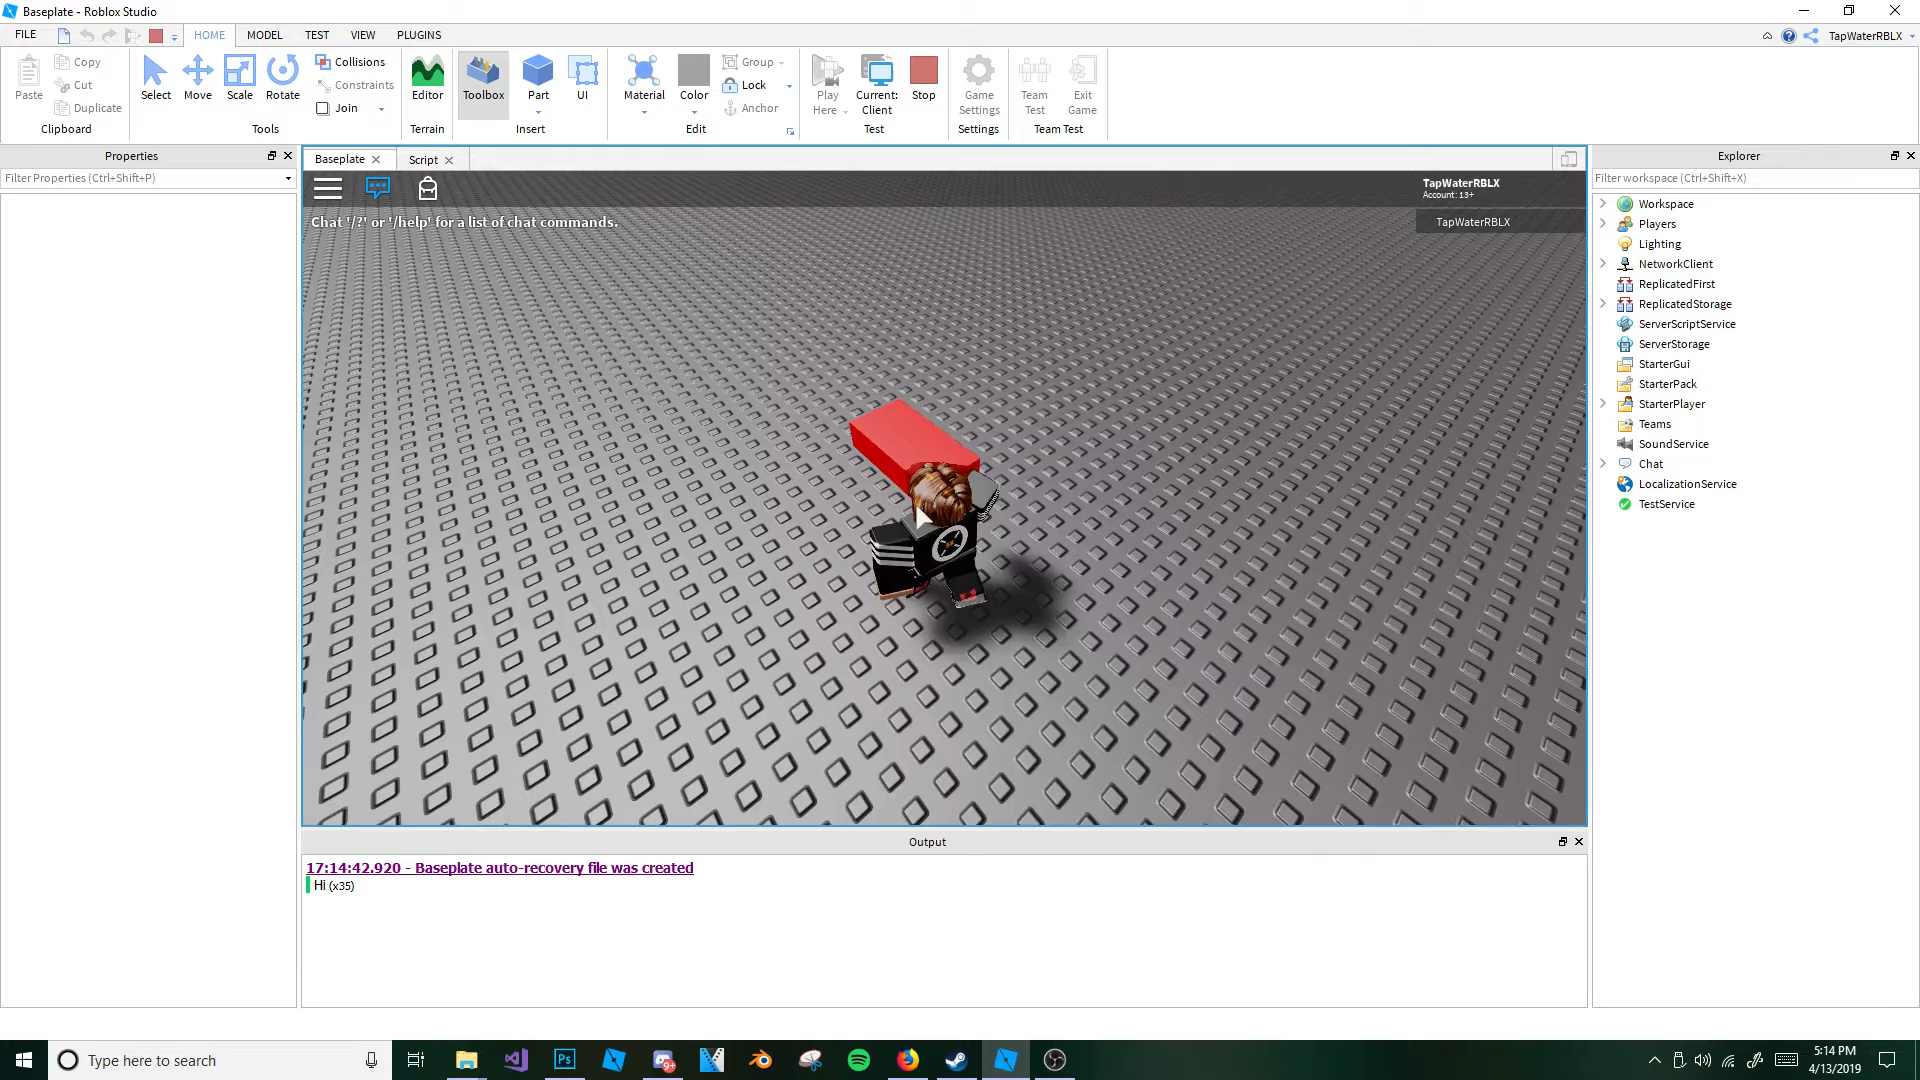 Baseplate - Roblox Studio
FILE HOME MODEL TEST VIEW PLUGINS TapWaterRBLX
Paste
Copy
Cut
Duplicate
Clipboard
Select Move Scale Rotate
Collisions
Constraints
Join
Tools
Editor
Terrain
Toolbox Part UI
Insert
Material Color
Group
Lock
Anchor
Edit
Play
Here
Current:
Client
Stop
Test
Game
Settings
Settings
Team
Test
Exit
Game
Team Test
Properties
Filter Properties (Ctrl+Shift+P)
Baseplate Script
TapWaterRBLX
Account: 13+
Chat '/?' or '/help' for a list of chat commands.
TapWaterRBLX
Explorer
Filter workspace (Ctrl+Shift+X)
Workspace
Players
Lighting
NetworkClient
ReplicatedFirst
ReplicatedStorage
ServerScriptService
ServerStorage
StarterGui
StarterPack
StarterPlayer
Teams
SoundService
Chat
LocalizationService
TestService
Output
17:14:42.920 - Baseplate auto-recovery file was created
Hi (x35)
Type here to search
Ps
9+
5:14 PM
4/13/2019